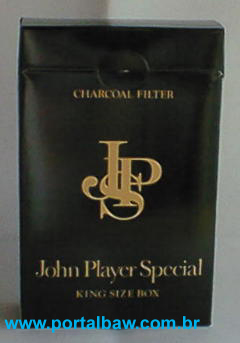 CHARCOAL FILTER
JPS
John Player Special
KING SIZE BOX
www.portalbaw.com.br